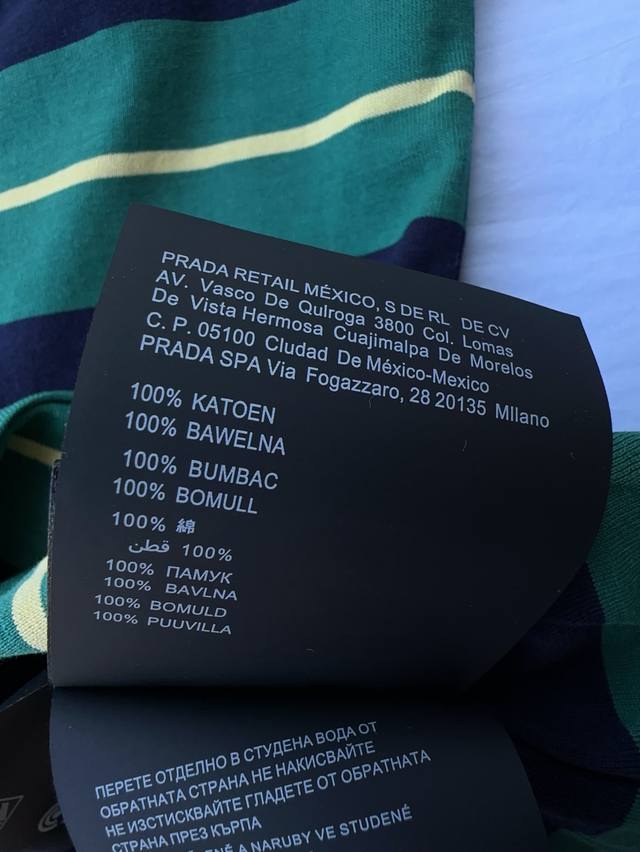 PRADA RETAIL MÉXICO, S DE RL DE CV
AV. Vasco De Quiroga 3800 Col. Lomas
De Vista Hermosa Cuajimalpa De Morelos
C. P. 05100 Cludad De México-Mexico
PRADA SPA Via Fogazzaro, 28 20135 MIlano
100% KATOEN
100% BAWELNA
100% BUMBAC
100% BOMULL
100% 綿
100% قطن
100% ПАМУК
100% BAVLNA
100% BOMULD
100% PUUVILLA
ПЕРЕТЕ ОТДЕЛНО В СТУДЕНА ВОДА ОТ
ОБРАТНАТА СТРАНА НЕ НАКИСВАЙТЕ
НЕ ИЗСТИСКВАЙТЕ ГЛАДЕТЕ ОТ ОБРАТНАТА
СТРАНА ПРЕЗ КЪРПА
A NARUBY VE STUDENÉ